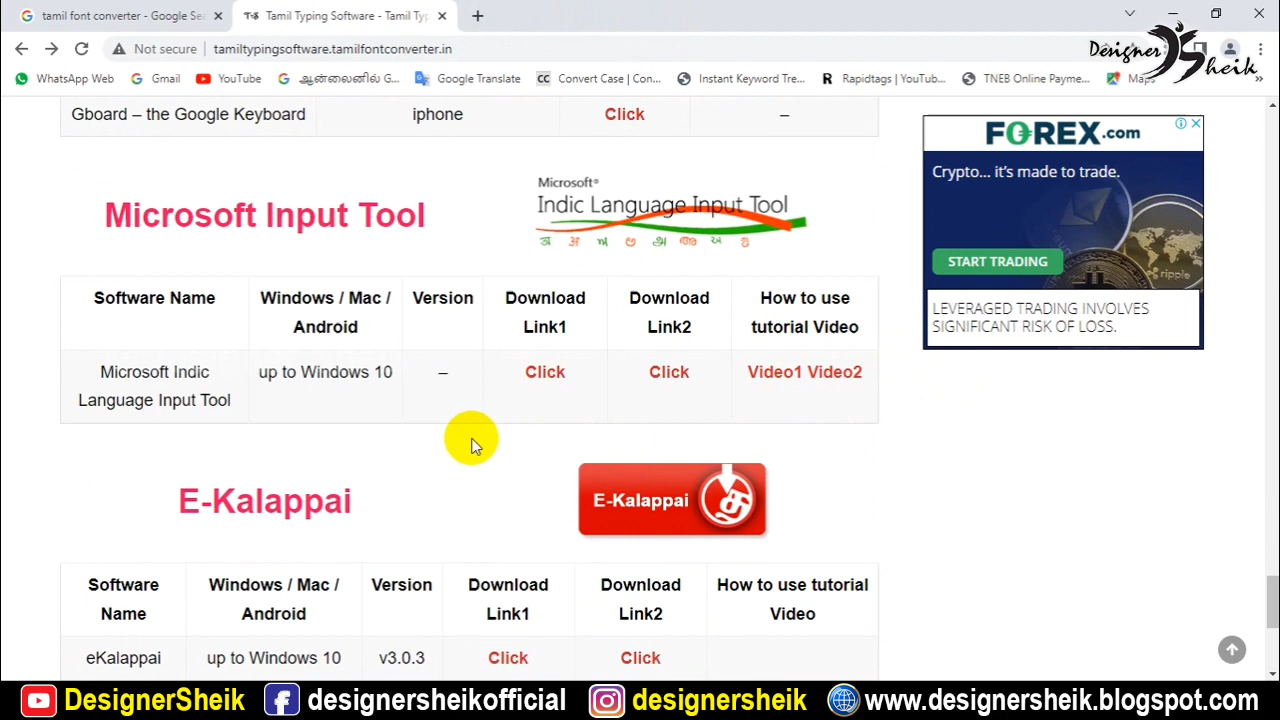 tamil font converter - Google Se
Tamil Typing Software - Tamil Typ
Not secure
tamiltypingsoftware.tamilfontconverter.in
Designer
Sheik
WhatsApp Web
Gmail
YouTube
ஆன்லைனில் G...
Google Translate
CC
Convert Case | Con...
Instant Keyword Tre...
R
Rapidtags | YouTub...
TNEB Online Payme...
Maps
Gboard – the Google Keyboard
iphone
Click
–
FOREX.com
Crypto... it's made to trade.
START TRADING
LEVERAGED TRADING INVOLVES
SIGNIFICANT RISK OF LOSS.
Microsoft Input Tool
Microsoft®
Indic Language Input Tool
Software Name
Windows / Mac /
Android
Version
Download
Link1
Download
Link2
How to use
tutorial Video
Microsoft Indic
Language Input Tool
up to Windows 10
–
Click
Click
Video1 Video2
E-Kalappai
E-Kalappai
Software
Name
Windows / Mac /
Android
Version
Download
Link1
Download
Link2
How to use tutorial
Video
eKalappai
up to Windows 10
v3.0.3
Click
Click
DesignerSheik
designersheikofficial
designersheik
www.designersheik.blogspot.com